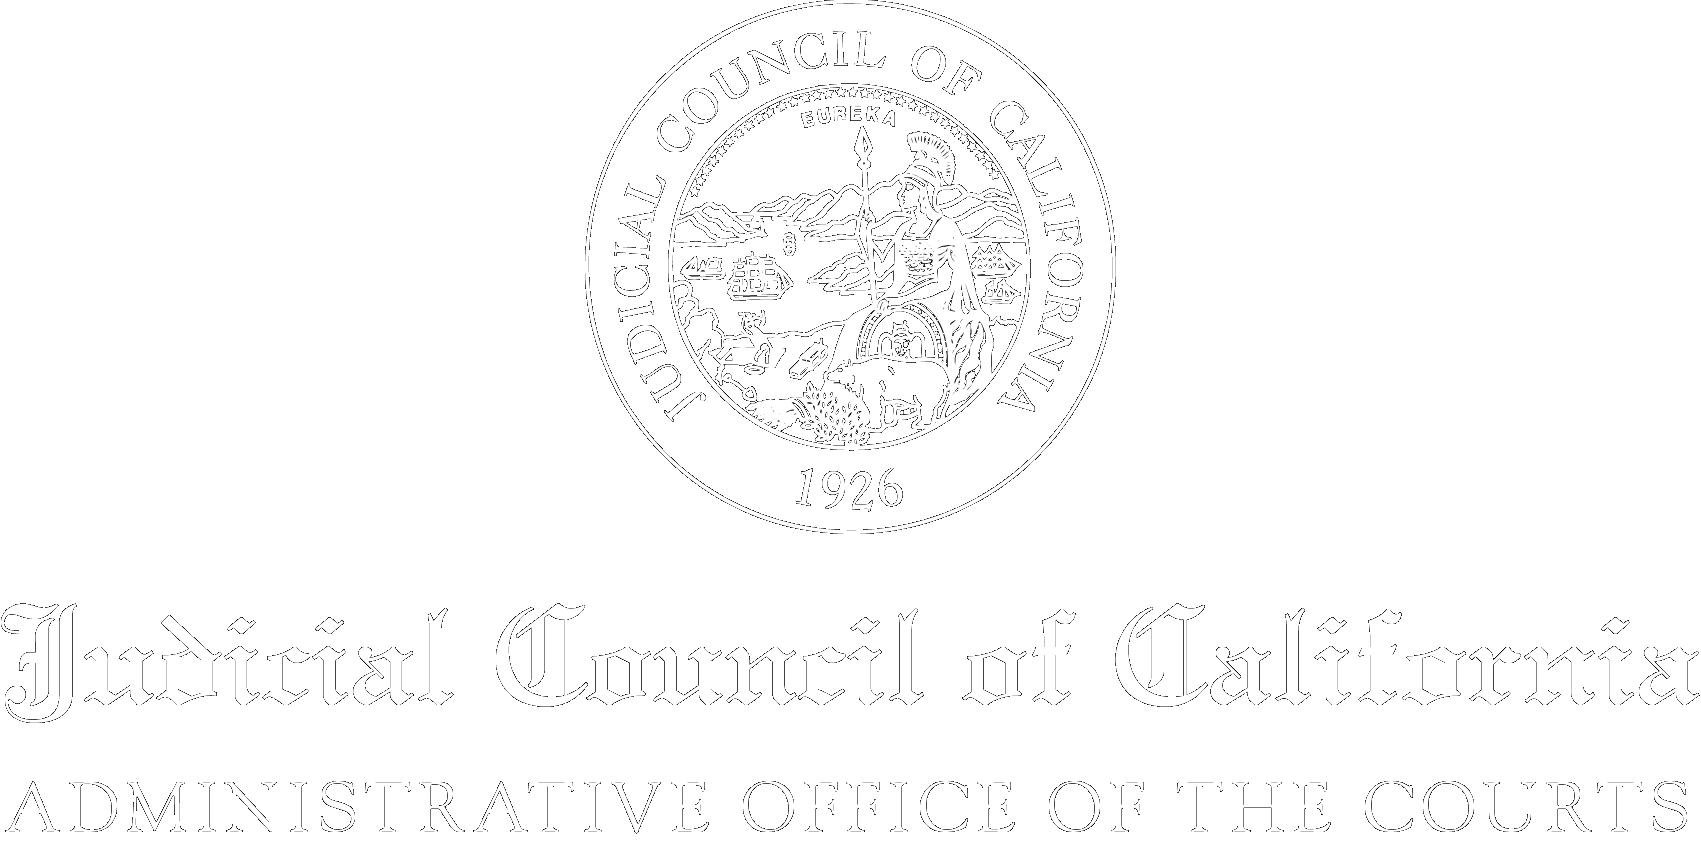 JUDICIAL COUNCIL OF CALIFORNIA
EUREKA
1926
Judicial Council of California
ADMINISTRATIVE OFFICE OF THE COURTS